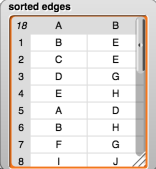 sorted edges
18 A B
1 B E
2 C E
3 D G
4 E H
5 A D
6 B H
7 F G
8 I J